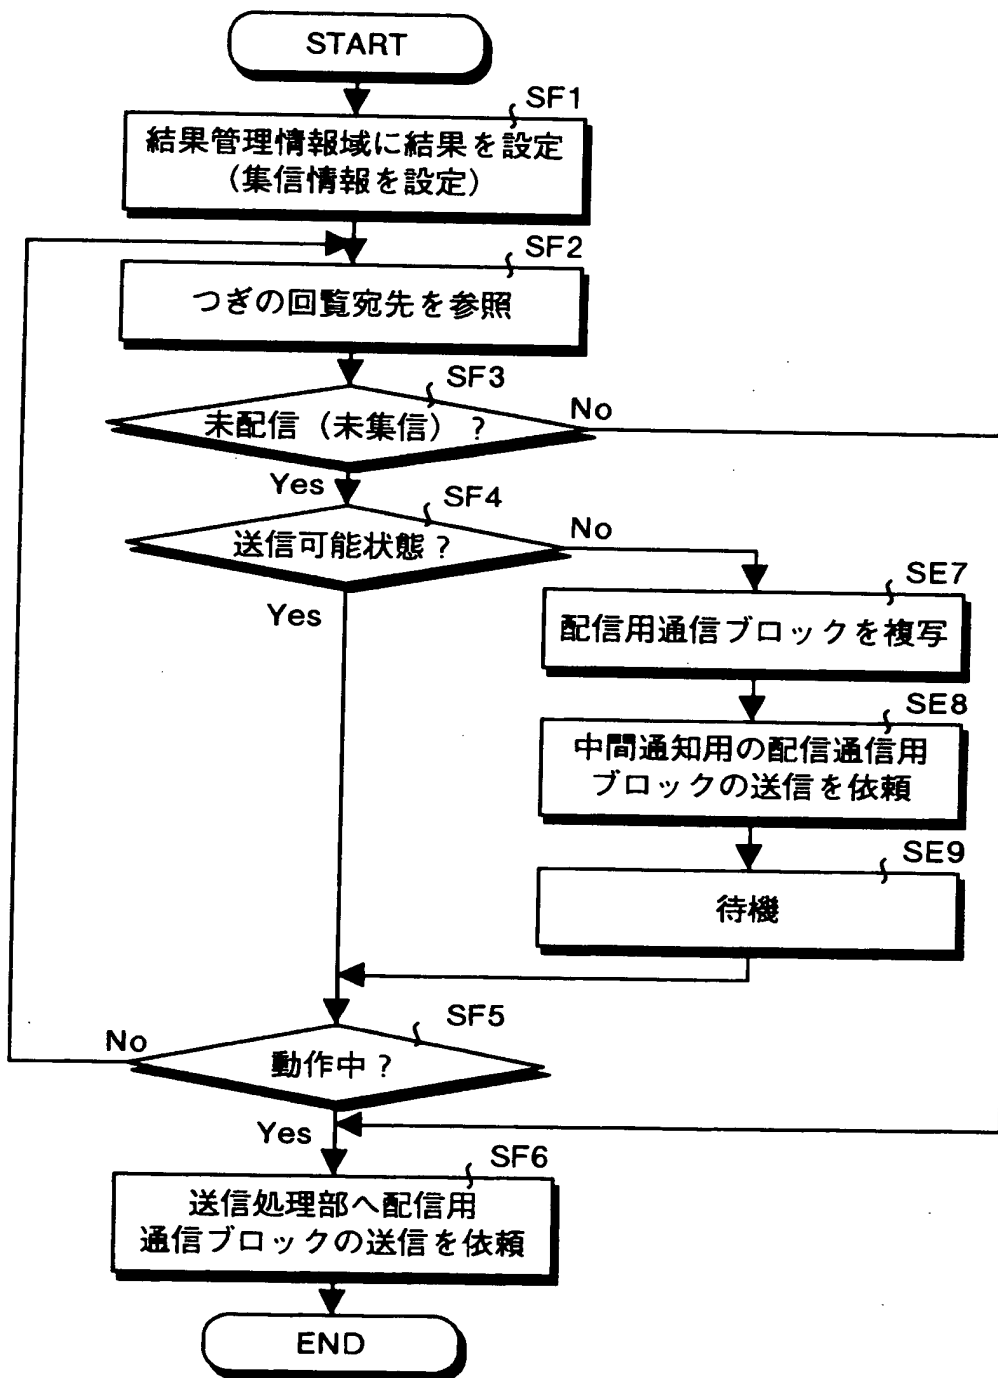 START
SF1
結果管理情報域に結果を設定
(集信情報を設定)
SF2
つぎの回覧宛先を参照
SF3
未配信 (未集信) ?
No
Yes
SF4
送信可能状態?
No
Yes
SE7
配信用通信ブロックを複写
SE8
中間通知用の配信通信用
ブロックの送信を依頼
SE9
待機
SF5
動作中?
No
Yes
SF6
送信処理部へ配信用
通信ブロックの送信を依頼
END